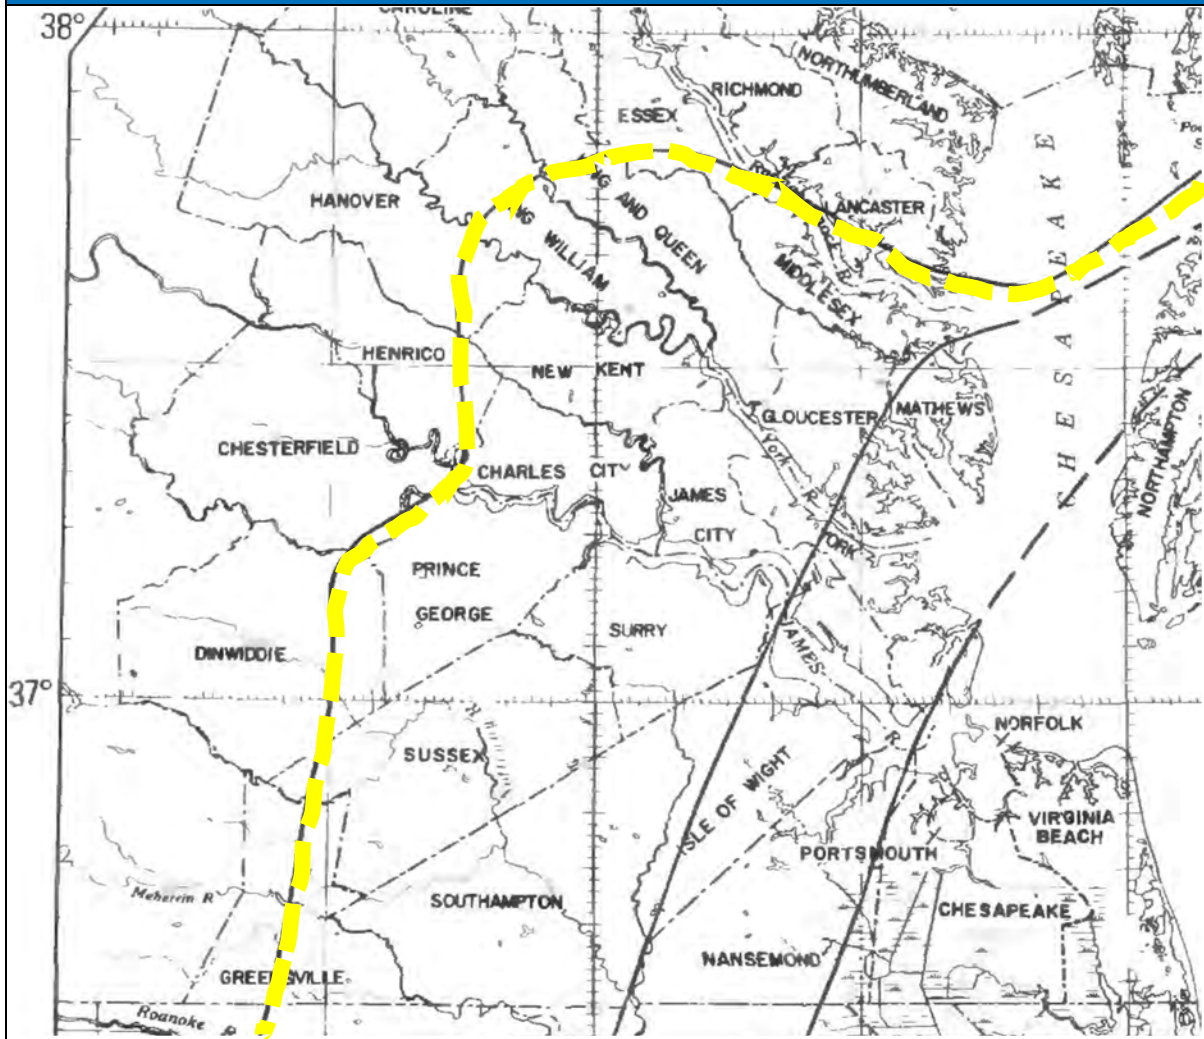 CAROLINE
38°
RICHMOND
NORTHUMBERLAND
ESSEX
HANOVER
LANCASTER
AND QUEEN
WILLIAM
MIDDLESEX
CHESAPEAKE
HENRICO
NEW KENT
GLOUCESTER
MATHEWS
NORTHAMPTON
CHESTERFIELD
CHARLES CITY
York
R
JAMES
CITY
YORK
PRINCE
GEORGE
SURRY
JAMES
R
DINWIDDIE
37°
NORFOLK
SUSSEX
ISLE OF WIGHT
VIRGINIA
BEACH
PORTSMOUTH
Meherrin R
SOUTHAMPTON
CHESAPEAKE
NANSEMOND
GREENSVILLE
Roanoke R